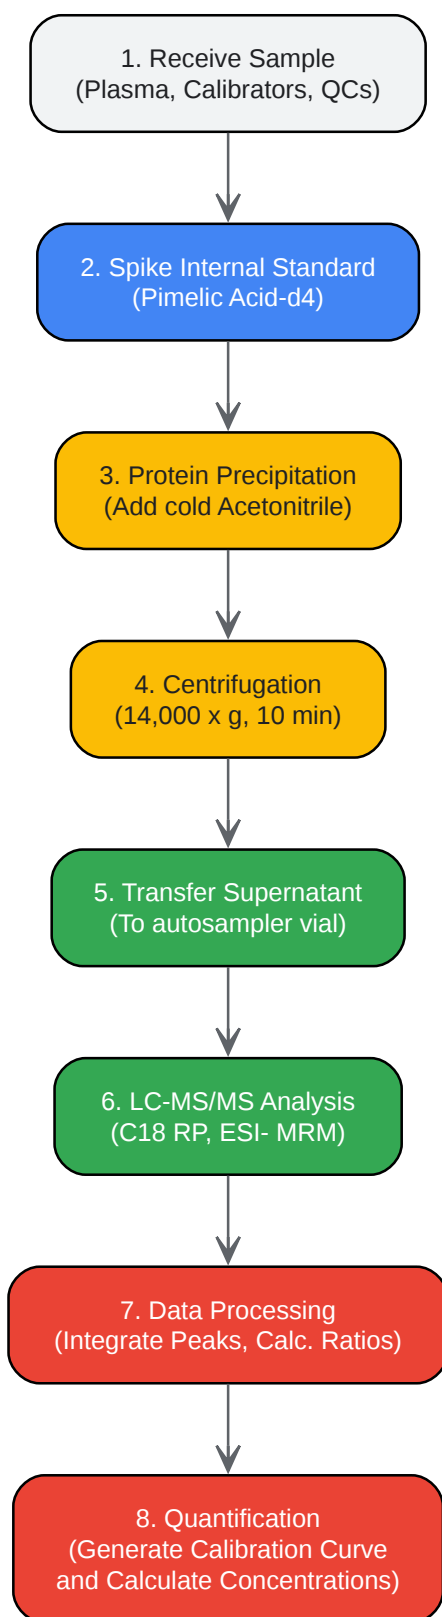 1. Receive Sample
(Plasma, Calibrators, QCs)
2. Spike Internal Standard
(Pimelic Acid-d4)
3. Protein Precipitation
(Add cold Acetonitrile)
4. Centrifugation
(14,000 x g, 10 min)
5. Transfer Supernatant
(To autosampler vial)
6. LC-MS/MS Analysis
(C18 RP, ESI- MRM)
7. Data Processing
(Integrate Peaks, Calc. Ratios)
8. Quantification
(Generate Calibration Curve
and Calculate Concentrations)